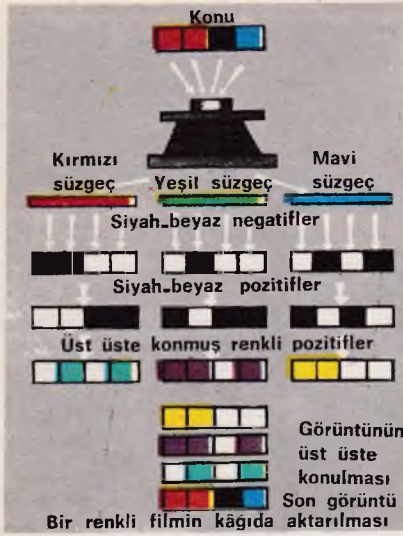 Konu
Kırmızı süzgeç
Yeşil süzgeç
Mavi süzgeç
Siyah-beyaz negatifler
Siyah-beyaz pozitifler
Üst üste konmuş renkli pozitifler
Görüntünün
üst üste
konulması
Son görüntü
Bir renkli filmin kâğıda aktarılması